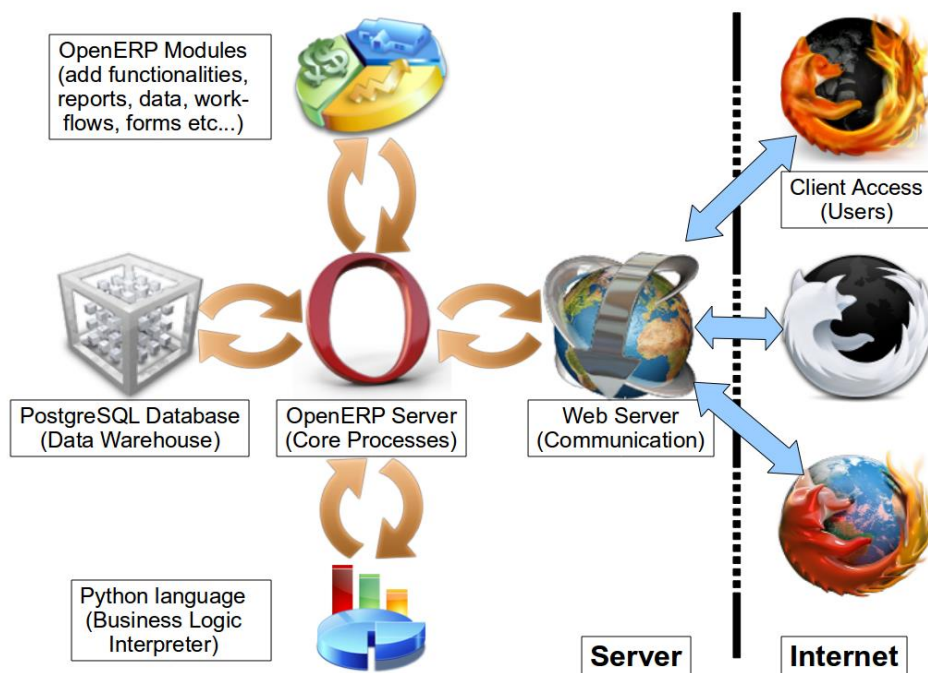 OpenERP Modules
(add functionalities,
reports, data, work-
flows, forms etc...)
Client Access
(Users)
PostgreSQL Database
(Data Warehouse)
OpenERP Server
(Core Processes)
Web Server
(Communication)
Python language
(Business Logic
Interpreter)
Server
Internet